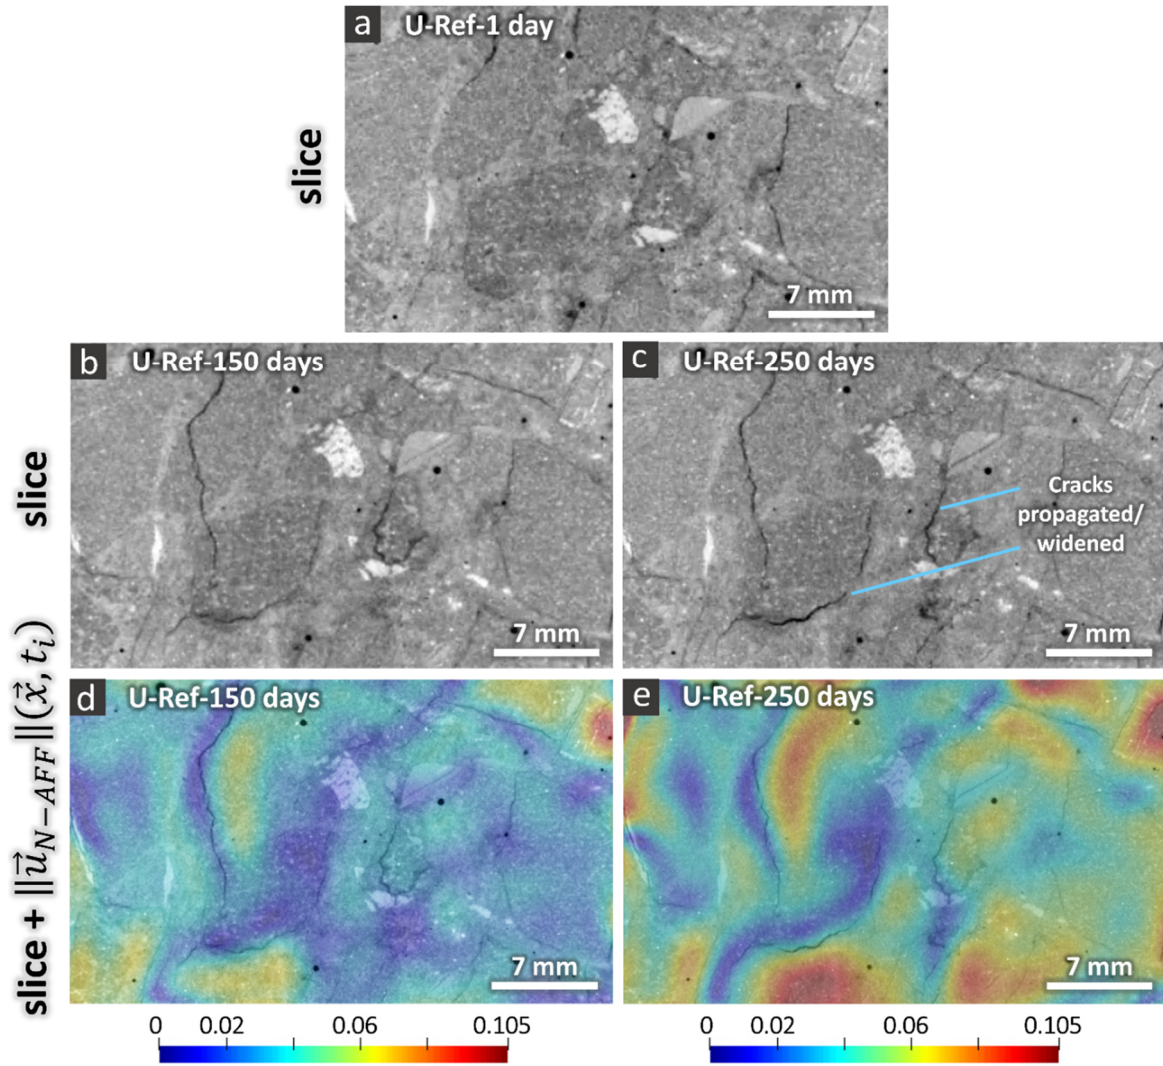 a U-Ref-1 day
slice
7 mm
b U-Ref-150 days
c U-Ref-250 days
slice
Cracks
propagated/
widened
7 mm
7 mm
d U-Ref-150 days
e U-Ref-250 days
slice + ||u⃗_{N−AFF}||(x⃗, t_i)
7 mm
7 mm
0 0.02 0.06 0.105
0 0.02 0.06 0.105